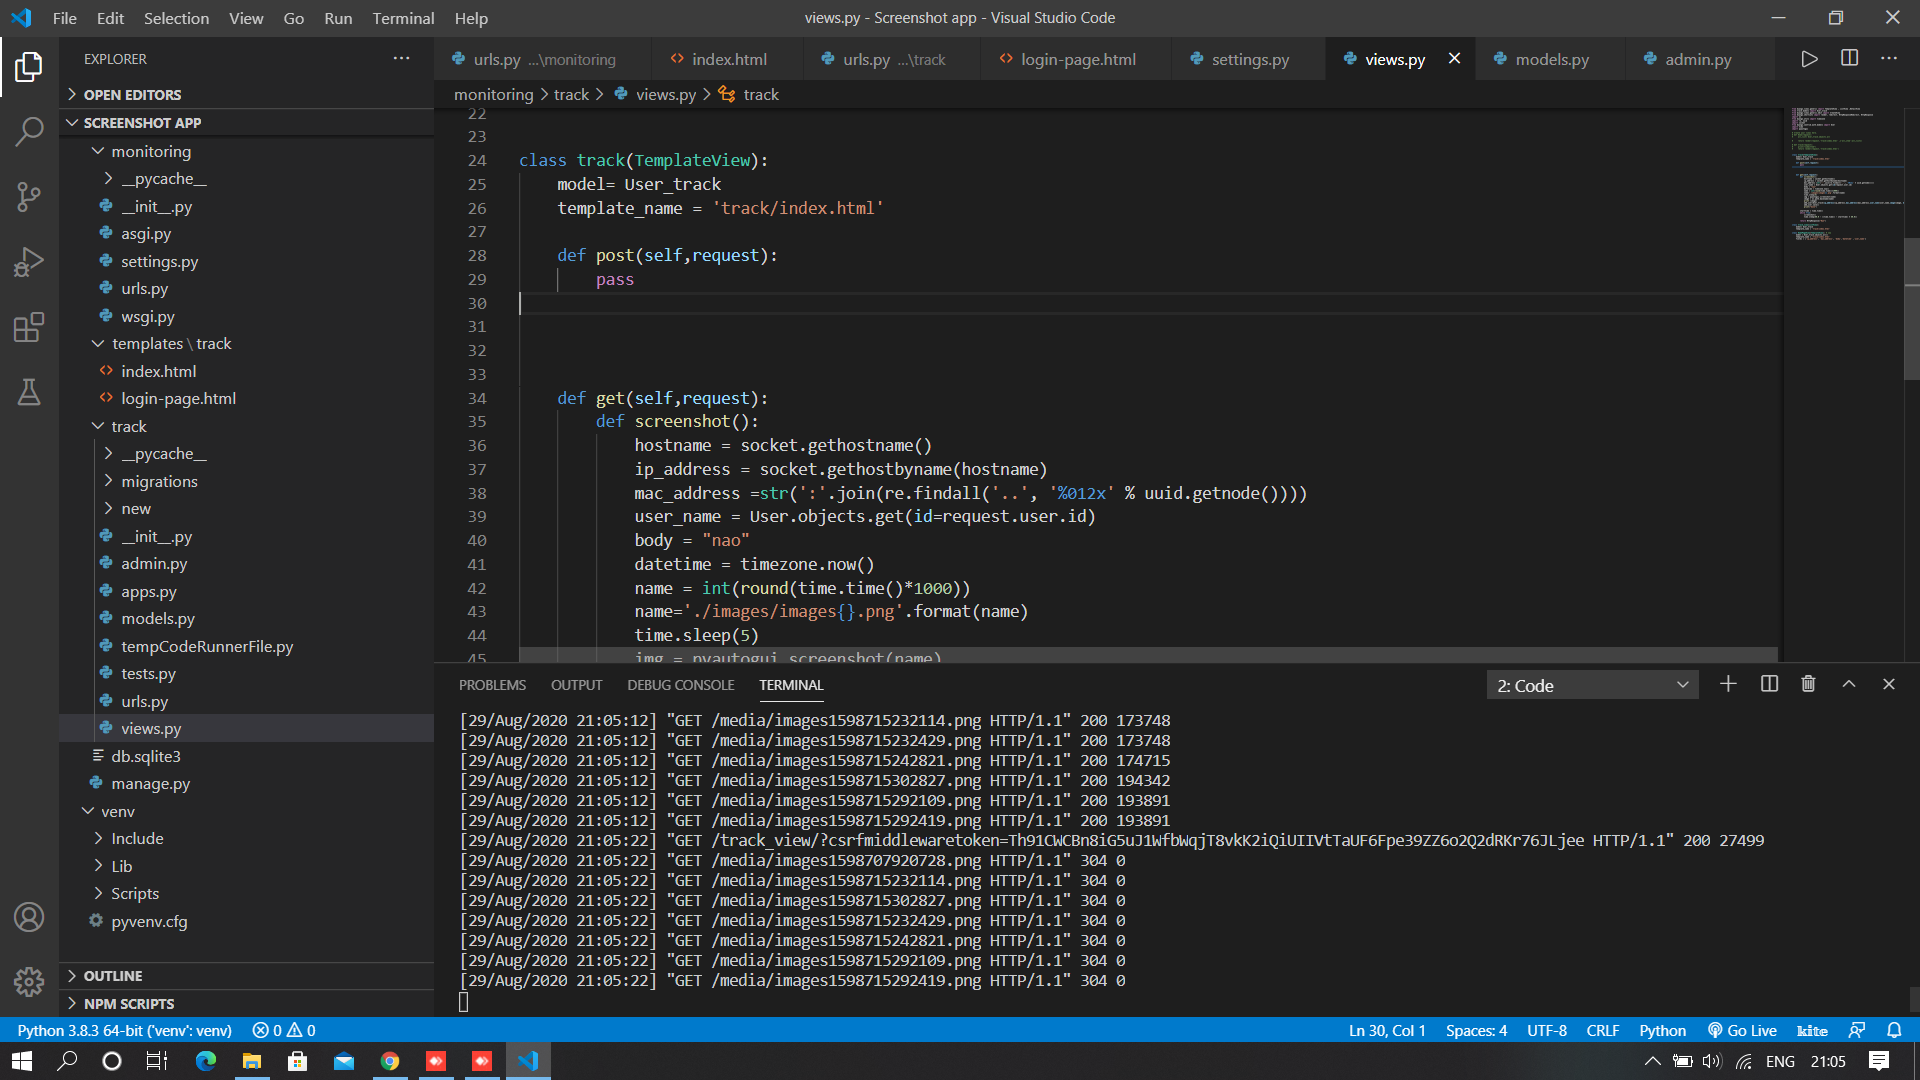 File Edit Selection View Go Run Terminal Help
views.py - Screenshot app - Visual Studio Code
EXPLORER
urls.py ...\monitoring
index.html
urls.py ...\track
login-page.html
settings.py
views.py
models.py
admin.py
OPEN EDITORS
SCREENSHOT APP
monitoring
__pycache__
__init__.py
asgi.py
settings.py
urls.py
wsgi.py
templates \ track
index.html
login-page.html
track
__pycache__
migrations
new
__init__.py
admin.py
apps.py
models.py
tempCodeRunnerFile.py
tests.py
urls.py
views.py
db.sqlite3
manage.py
venv
Include
Lib
Scripts
pyvenv.cfg
OUTLINE
NPM SCRIPTS
monitoring > track > views.py > track
22
23
24 class track(TemplateView):
25 model= User_track
26 template_name = 'track/index.html'
27
28 def post(self,request):
29 pass
30
31
32
33
34 def get(self,request):
35 def screenshot():
36 hostname = socket.gethostname()
37 ip_address = socket.gethostbyname(hostname)
38 mac_address =str(':'.join(re.findall('..', '%012x' % uuid.getnode())))
39 user_name = User.objects.get(id=request.user.id)
40 body = "nao"
41 datetime = timezone.now()
42 name = int(round(time.time()*1000))
43 name='./images/images{}.png'.format(name)
44 time.sleep(5)
45 img = pyautogui.screenshot(name)
PROBLEMS OUTPUT DEBUG CONSOLE TERMINAL
2: Code
[29/Aug/2020 21:05:12] "GET /media/images1598715232114.png HTTP/1.1" 200 173748
[29/Aug/2020 21:05:12] "GET /media/images1598715232429.png HTTP/1.1" 200 173748
[29/Aug/2020 21:05:12] "GET /media/images1598715242821.png HTTP/1.1" 200 174715
[29/Aug/2020 21:05:12] "GET /media/images1598715302827.png HTTP/1.1" 200 194342
[29/Aug/2020 21:05:12] "GET /media/images1598715292109.png HTTP/1.1" 200 193891
[29/Aug/2020 21:05:12] "GET /media/images1598715292419.png HTTP/1.1" 200 193891
[29/Aug/2020 21:05:22] "GET /track_view/?csrfmiddlewaretoken=Th91CWCBn8iG5uJ1WfbWqjT8vkK2iQiUIIVtTaUF6Fpe39ZZ6o2Q2dRKr76JLjee HTTP/1.1" 200 27499
[29/Aug/2020 21:05:22] "GET /media/images1598707920728.png HTTP/1.1" 304 0
[29/Aug/2020 21:05:22] "GET /media/images1598715232114.png HTTP/1.1" 304 0
[29/Aug/2020 21:05:22] "GET /media/images1598715302827.png HTTP/1.1" 304 0
[29/Aug/2020 21:05:22] "GET /media/images1598715232429.png HTTP/1.1" 304 0
[29/Aug/2020 21:05:22] "GET /media/images1598715242821.png HTTP/1.1" 304 0
[29/Aug/2020 21:05:22] "GET /media/images1598715292109.png HTTP/1.1" 304 0
[29/Aug/2020 21:05:22] "GET /media/images1598715292419.png HTTP/1.1" 304 0
Python 3.8.3 64-bit ('venv': venv) 0 0
Ln 30, Col 1 Spaces: 4 UTF-8 CRLF Python Go Live kite
ENG 21:05